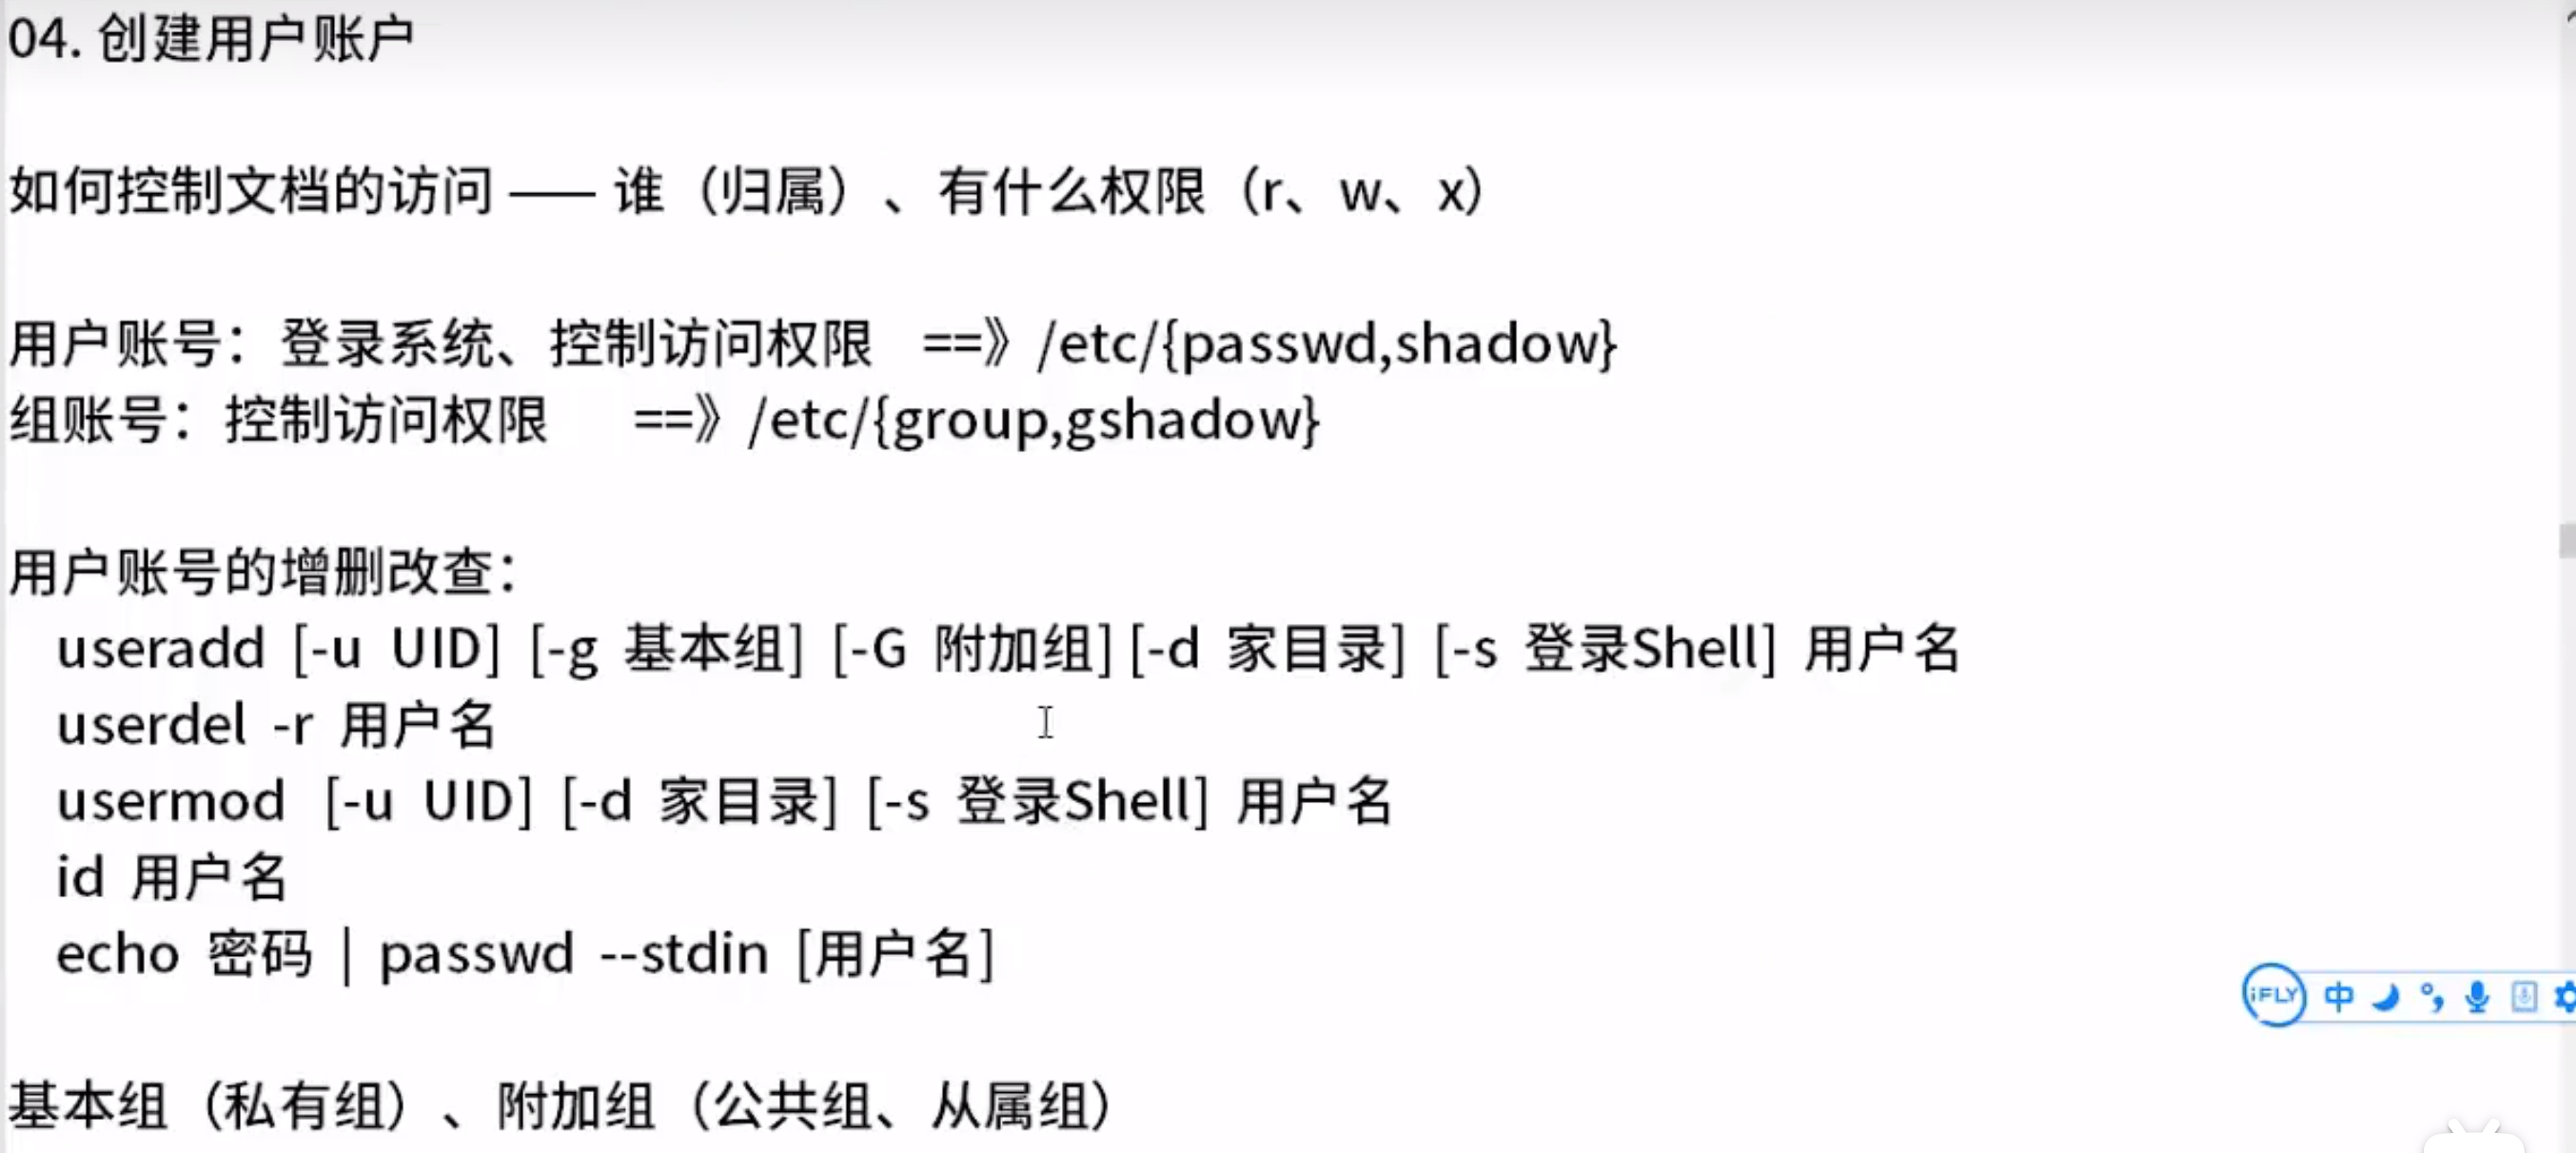 04. 创建用户账户
如何控制文档的访问 —— 谁（归属）、有什么权限（r、w、x）
用户账号：登录系统、控制访问权限 ==》/etc/{passwd,shadow}
组账号：控制访问权限 ==》/etc/{group,gshadow}
用户账号的增删改查：
useradd [-u UID] [-g 基本组] [-G 附加组] [-d 家目录] [-s 登录Shell] 用户名
userdel -r 用户名
usermod [-u UID] [-d 家目录] [-s 登录Shell] 用户名
id 用户名
echo 密码 | passwd --stdin [用户名]
iFLY 中
基本组（私有组）、附加组（公共组、从属组）